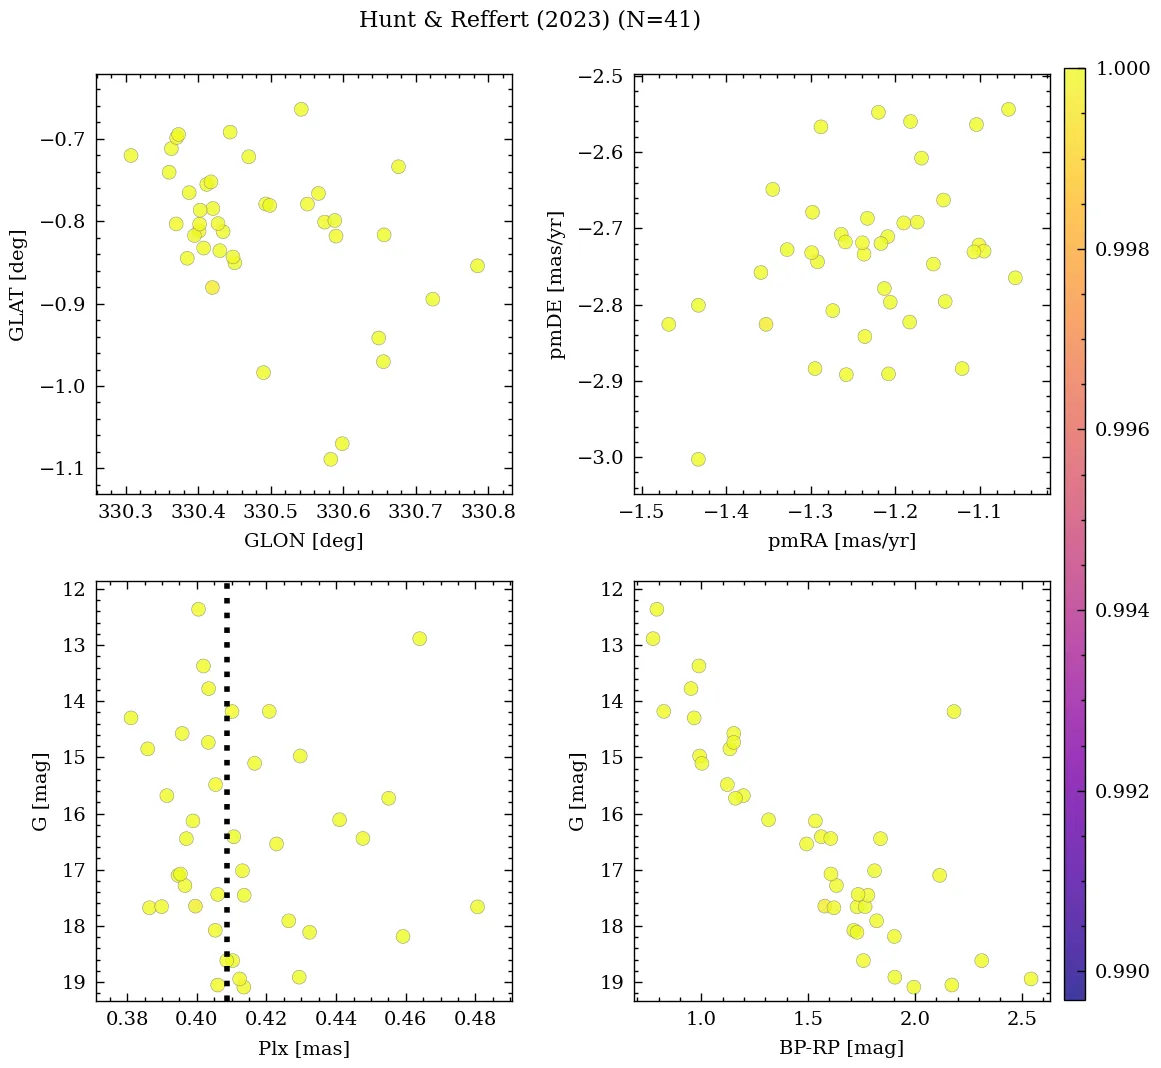 Hunt & Reffert (2023) (N=41)
−0.7
−0.8
−0.9
−1.0
−1.1
GLAT [deg]
330.3 330.4 330.5 330.6 330.7 330.8
GLON [deg]
−2.5
−2.6
−2.7
−2.8
−2.9
−3.0
pmDE [mas/yr]
−1.5 −1.4 −1.3 −1.2 −1.1
pmRA [mas/yr]
12
13
14
15
16
17
18
19
G [mag]
0.38 0.40 0.42 0.44 0.46 0.48
Plx [mas]
12
13
14
15
16
17
18
19
G [mag]
1.0 1.5 2.0 2.5
BP-RP [mag]
1.000
0.998
0.996
0.994
0.992
0.990